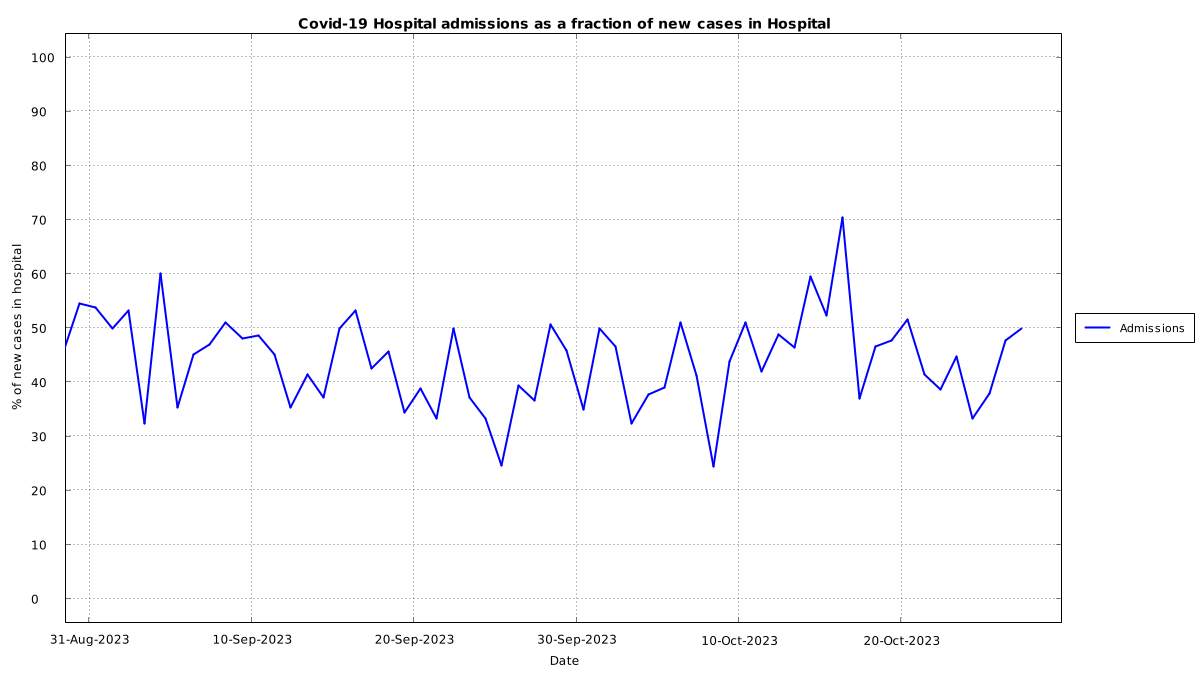 Covid-19 Hospital admissions as a fraction of new cases in Hospital
% of new cases in hospital
100
90
80
70
60
50
40
30
20
10
0
31-Aug-2023 10-Sep-2023 20-Sep-2023 30-Sep-2023 10-Oct-2023 20-Oct-2023
Date
Admissions